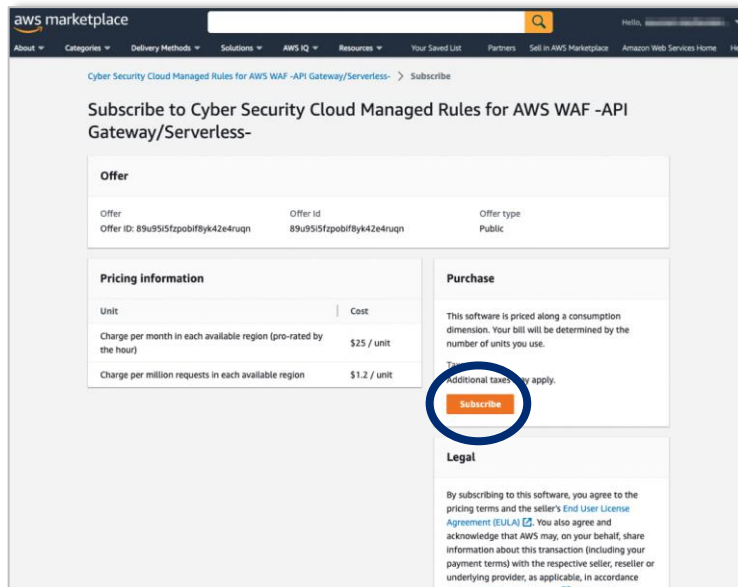 aws marketplace
Hello,
About
Categories
Delivery Methods
Solutions
AWS IQ
Resources
Your Saved List
Partners
Sell in AWS Marketplace
Amazon Web Services Home
He
Cyber Security Cloud Managed Rules for AWS WAF -API Gateway/Serverless- > Subscribe
Subscribe to Cyber Security Cloud Managed Rules for AWS WAF -API
Gateway/Serverless-
Offer
Offer
Offer Id
Offer type
Offer ID: 89u95i5fzpobif8yk42e4ruqn
89u95i5fzpobif8yk42e4ruqn
Public
Pricing information
Unit
Cost
Charge per month in each available region (pro-rated by
the hour)
$25 / unit
Charge per million requests in each available region
$1.2 / unit
Purchase
This software is priced along a consumption
dimension. Your bill will be determined by the
number of units you use.
Additional taxes may apply.
Subscribe
Legal
By subscribing to this software, you agree to the
pricing terms and the seller's End User License
Agreement (EULA). You also agree and
acknowledge that AWS may, on your behalf, share
information about this transaction (including your
payment terms) with the respective seller, reseller or
underlying provider, as applicable, in accordance